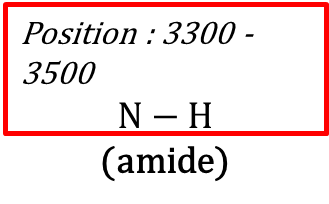 Position : 3300 -
3500
N − H
(amide)